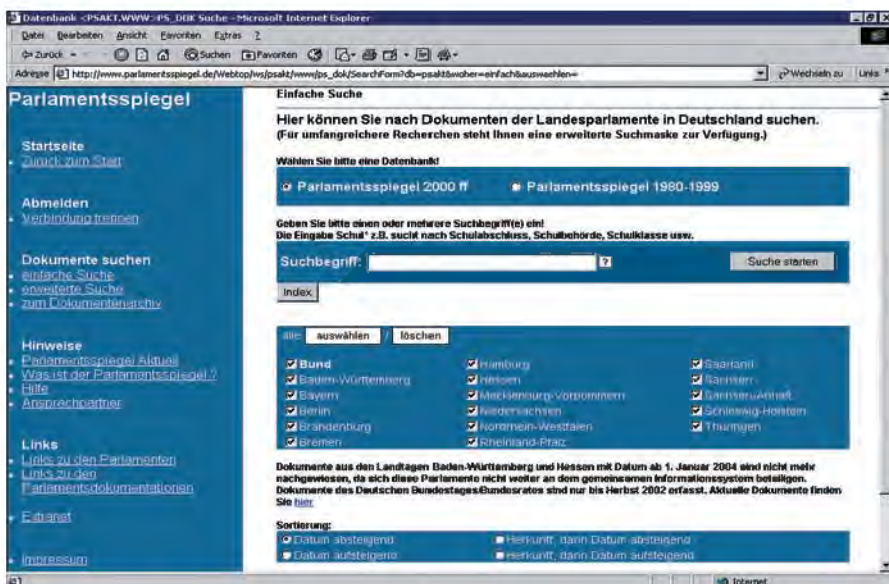 Datenbank <PSAKT.WWW>PS_DOK Suche - Microsoft Internet Explorer
Datei Bearbeiten Ansicht Favoriten Extras ?
Zurück Suchen Favoriten
Adresse http://www.parlamentsspiegel.de/Webtop/ws/psakt/www/ps_dok/SearchForm?db=psakt&woher=einfach&auswaehlen= Wechseln zu Links
Parlamentsspiegel
Startseite
Zurück zum Start
Abmelden
Verbindung trennen
Dokumente suchen
einfache Suche
erweiterte Suche
zum Dokumentenarchiv
Hinweise
Parlamentsspiegel Aktuell
Was ist der Parlamentsspiegel ?
Hilfe
Ansprechpartner
Links
Links zu den Parlamenten
Links zu den
Parlamentsdokumentationen
Extranet
Impressum
Einfache Suche
Hier können Sie nach Dokumenten der Landesparlamente in Deutschland suchen.
(Für umfangreichere Recherchen steht Ihnen eine erweiterte Suchmaske zur Verfügung.)
Wählen Sie bitte eine Datenbank!
Parlamentsspiegel 2000 ff Parlamentsspiegel 1980-1999
Geben Sie bitte einen oder mehrere Suchbegriff(e) ein!
Die Eingabe Schul* z.B. sucht nach Schulabschluss, Schulbehörde, Schulklasse usw.
Suchbegriff: ? Suche starten
Index
alle auswählen / löschen
Bund Hamburg Saarland
Baden-Württemberg Hessen Sachsen
Bayern Mecklenburg-Vorpommern Sachsen-Anhalt
Berlin Niedersachsen Schleswig-Holstein
Brandenburg Nordrhein-Westfalen Thüringen
Bremen Rheinland-Pfalz
Dokumente aus den Landtagen Baden-Württemberg und Hessen mit Datum ab 1. Januar 2004 sind nicht mehr
nachgewiesen, da sich diese Parlamente nicht weiter an dem gemeinsamen Informationssystem beteiligen.
Dokumente des Deutschen Bundestages/Bundesrates sind nur bis Herbst 2002 erfasst. Aktuelle Dokumente finden
Sie hier
Sortierung:
Datum absteigend Herkunft, dann Datum absteigend
Datum aufsteigend Herkunft, dann Datum aufsteigend
Internet